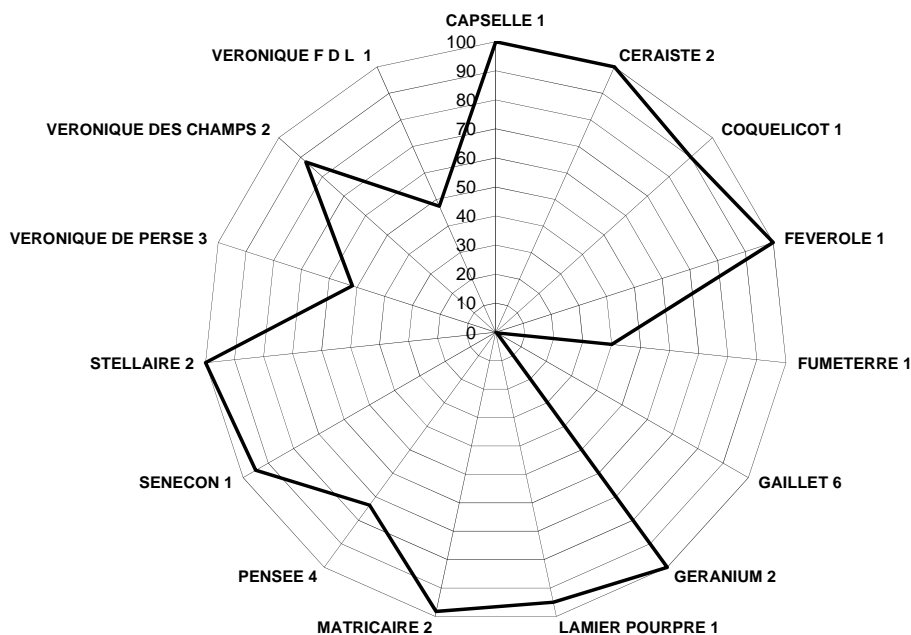 CAPSELLE 1
CERAISTE 2
COQUELICOT 1
FEVEROLE 1
FUMETERRE 1
GAILLET 6
GERANIUM 2
LAMIER POURPRE 1
MATRICAIRE 2
PENSEE 4
SENECON 1
STELLAIRE 2
VERONIQUE DE PERSE 3
VERONIQUE DES CHAMPS 2
VERONIQUE F D L  1
100
90
80
70
60
50
40
30
20
10
0